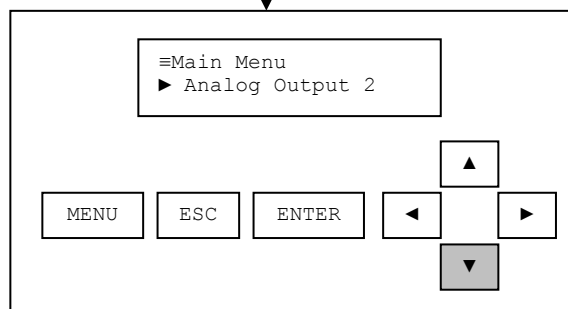 ≡Main Menu
► Analog Output 2
▲
MENU ESC ENTER ◄ ►
▼